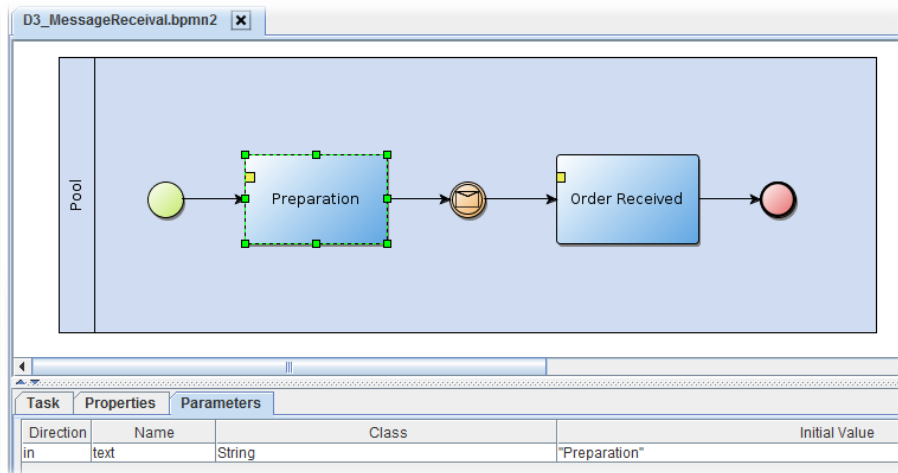 D3_MessageReceival.bpmn2
Pool
Preparation
Order Received
Task Properties Parameters
Direction Name Class Initial Value
in text String "Preparation"